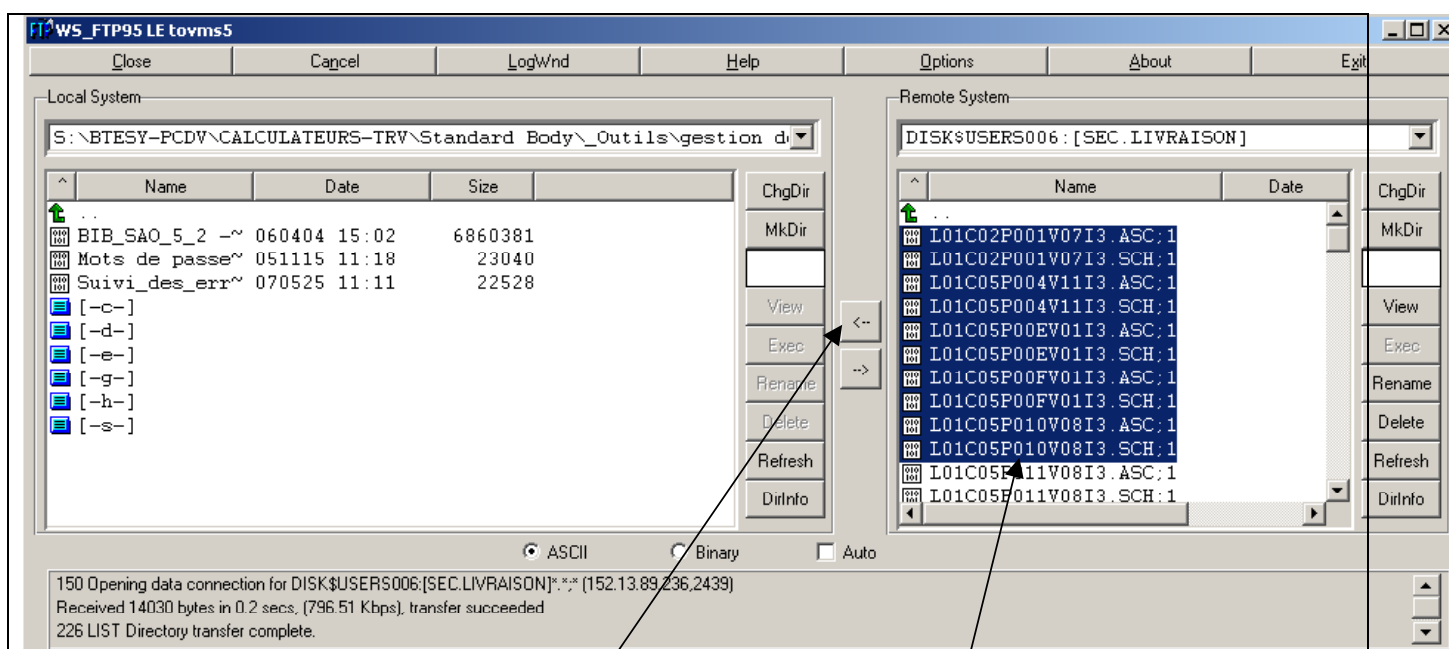 WS_FTP95 LE tovms5
Close Cancel LogWnd Help Options About Exit
Local System
S:\BTESY-PCDV\CALCULATEURS-TRV\Standard Body\_Outils\gestion d
^ Name Date Size
..
BIB_SAO_5_2 -~ 060404 15:02 6860381
Mots de passe~ 051115 11:18 23040
Suivi_des_err~ 070525 11:11 22528
[-c-]
[-d-]
[-e-]
[-g-]
[-h-]
[-s-]
ChgDir
MkDir
View
Exec
Rename
Delete
Refresh
DirInfo
<--
-->
Remote System
DISK$USERS006:[SEC.LIVRAISON]
^ Name Date
..
L01C02P001V07I3.ASC;1
L01C02P001V07I3.SCH;1
L01C05P004V11I3.ASC;1
L01C05P004V11I3.SCH;1
L01C05P00EV01I3.ASC;1
L01C05P00EV01I3.SCH;1
L01C05P00FV01I3.ASC;1
L01C05P00FV01I3.SCH;1
L01C05P010V08I3.ASC;1
L01C05P010V08I3.SCH;1
L01C05P011V08I3.ASC;1
L01C05P011V08I3.SCH;1
ChgDir
MkDir
View
Exec
Rename
Delete
Refresh
DirInfo
ASCII Binary Auto
150 Opening data connection for DISK$USERS006:[SEC.LIVRAISON]*.*;* (152.13.89.236,2439)
Received 14030 bytes in 0.2 secs, (796.51 Kbps), transfer succeeded
226 LIST Directory transfer complete.